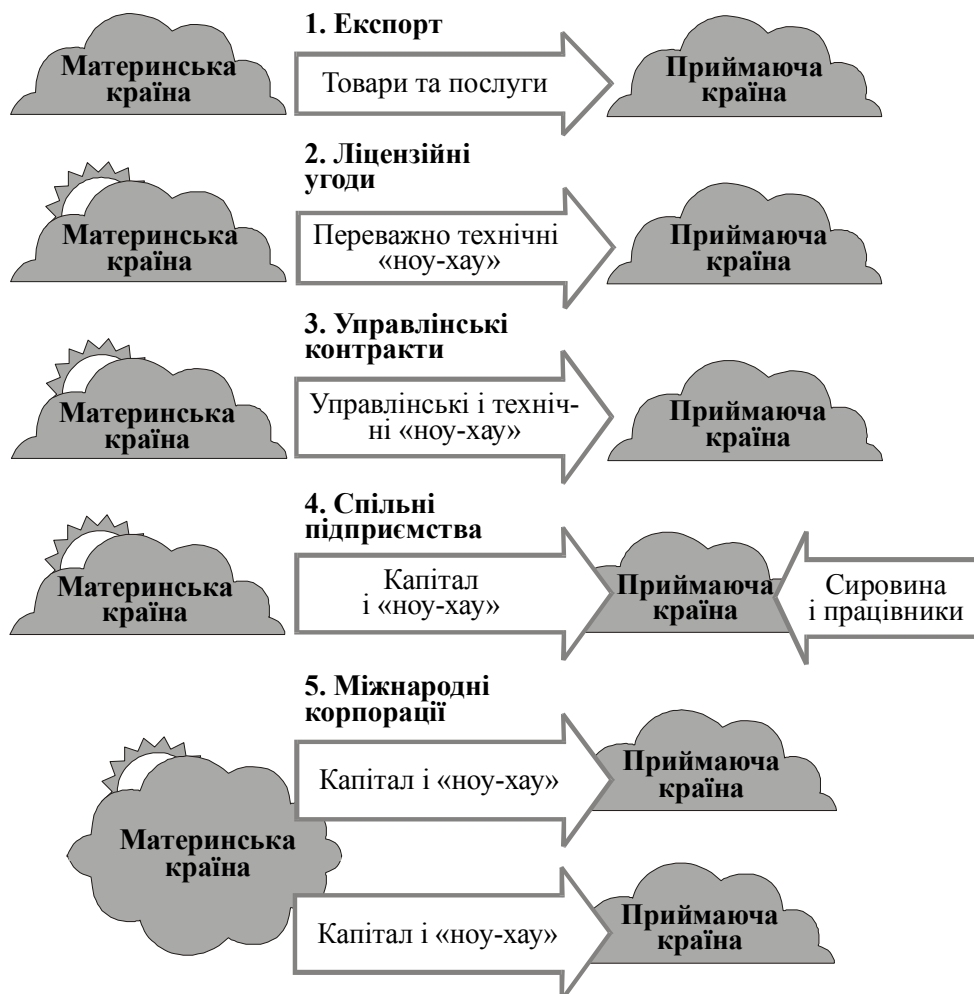 1. Експорт
Материнська
країна
Товари та послуги
Приймаюча
країна
2. Ліцензійні
угоди
Материнська
країна
Переважно технічні
«ноу-хау»
Приймаюча
країна
3. Управлінські
контракти
Материнська
країна
Управлінські і техніч-
ні «ноу-хау»
Приймаюча
країна
4. Спільні
підприємства
Материнська
країна
Капітал
і «ноу-хау»
Приймаюча
країна
Сировина
і працівники
5. Міжнародні
корпорації
Материнська
країна
Капітал і «ноу-хау»
Приймаюча
країна
Капітал і «ноу-хау»
Приймаюча
країна